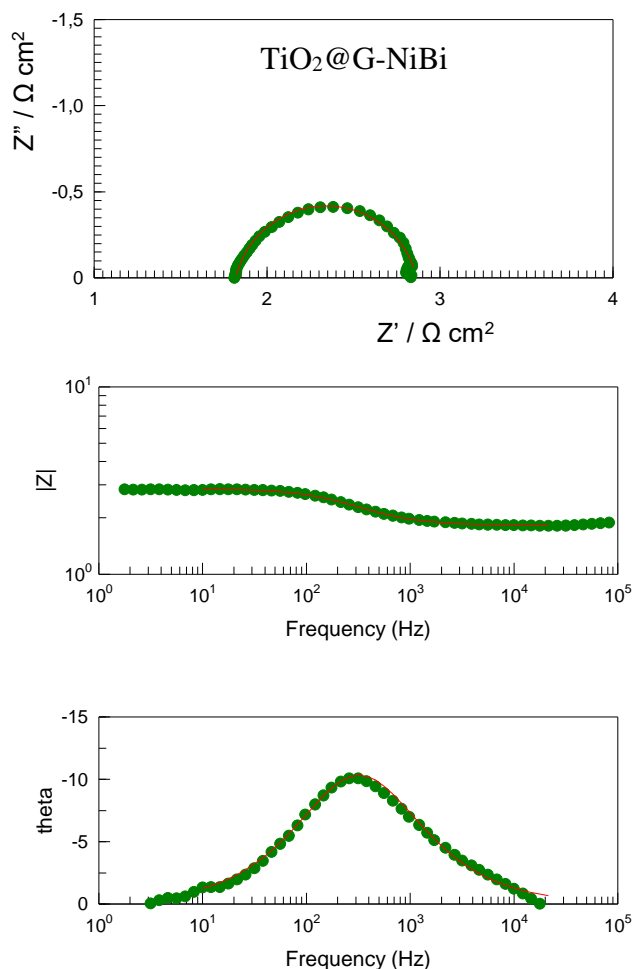 -1,5
TiO₂@G-NiBi
-1,0
Z” / Ω cm²
-0,5
0
1 2 3 4
Z’ / Ω cm²
10¹
|Z|
10⁰
10⁰ 10¹ 10² 10³ 10⁴ 10⁵
Frequency (Hz)
-15
-10
theta
-5
0
10⁰ 10¹ 10² 10³ 10⁴ 10⁵
Frequency (Hz)